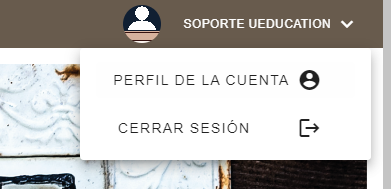 SOPORTE UEDUCATION
PERFIL DE LA CUENTA
CERRAR SESIÓN